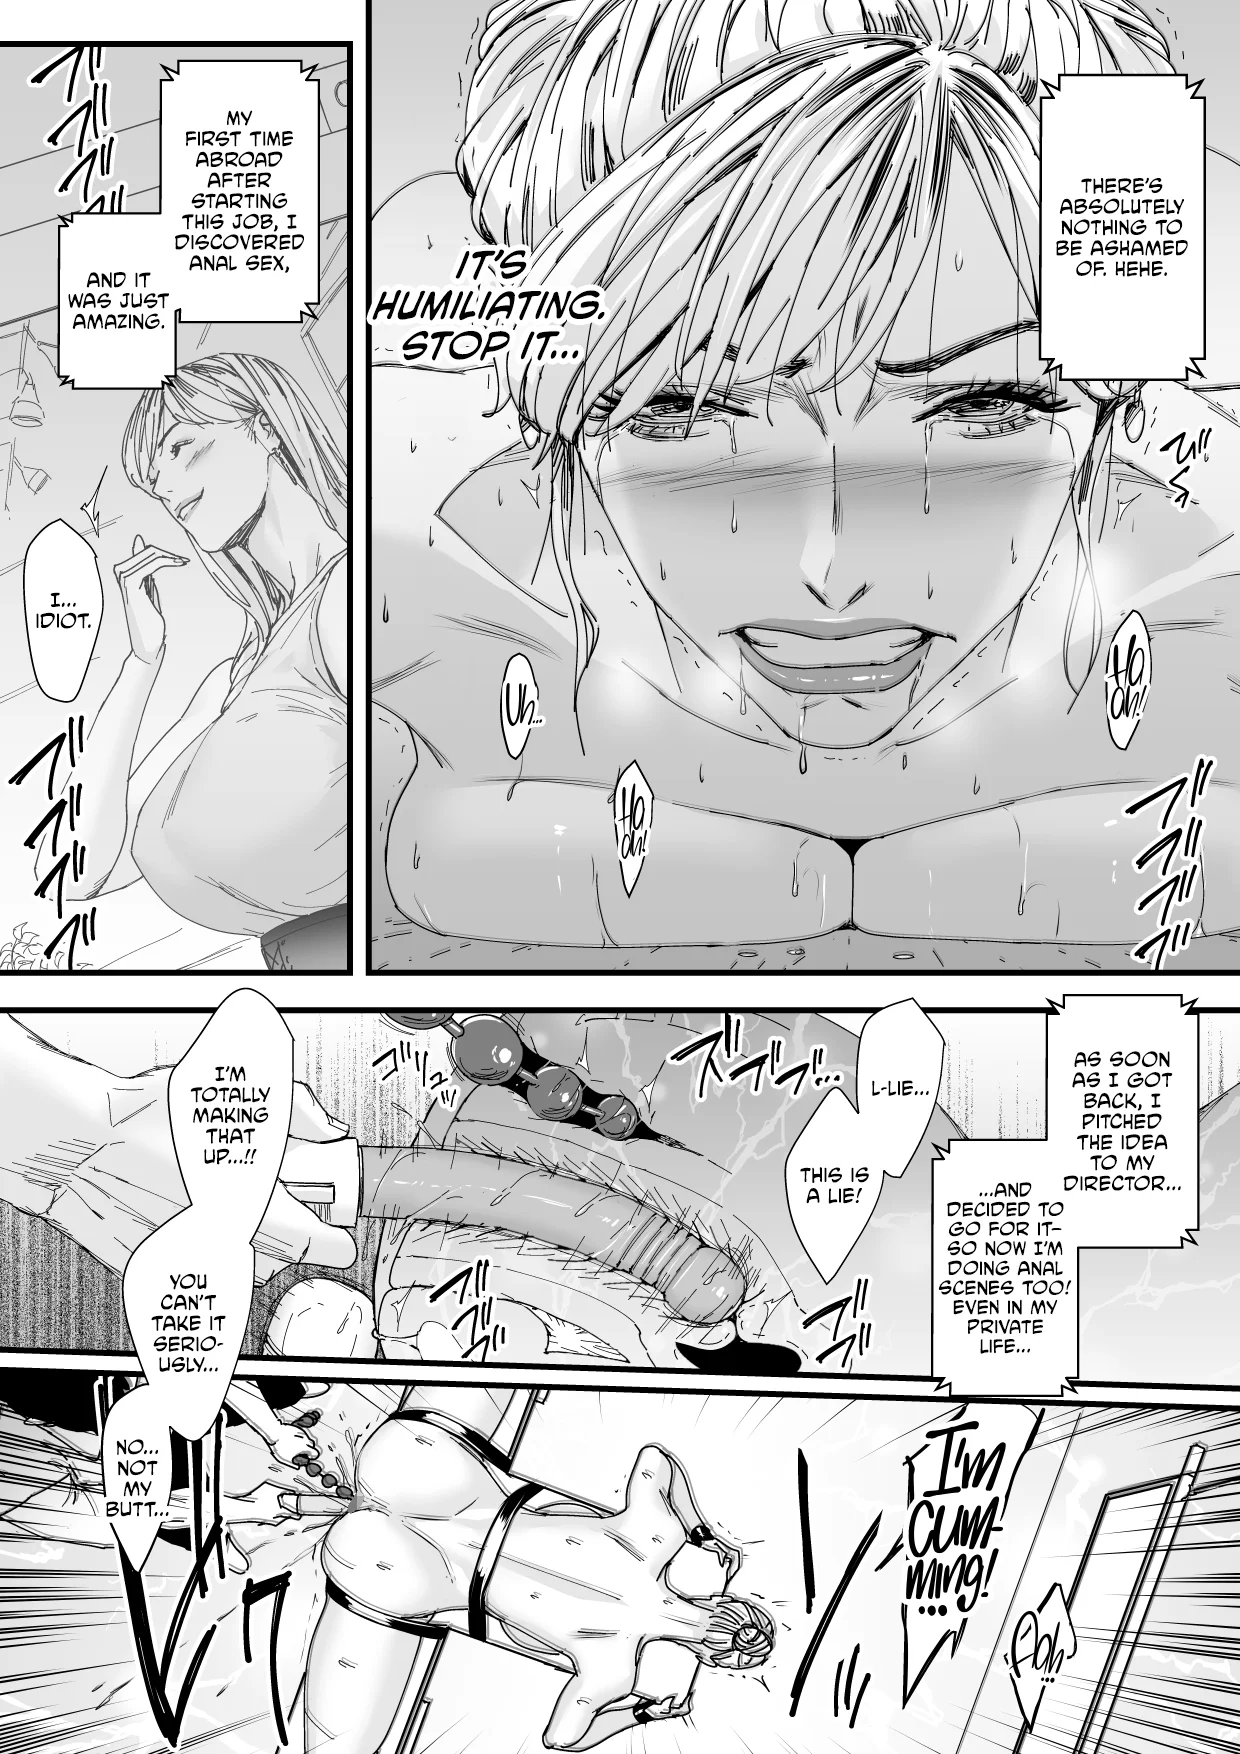 THERE'S
ABSOLUTELY
NOTHING TO
BE ASHAMED
OF. HEHE.
IT'S
HUMILIATING.
STOP IT...
Ha
ah!
Uh...
Ha
ah!
MY
FIRST TIME
ABROAD
AFTER
STARTING
THIS JOB, I
DISCOVERED
ANAL SEX,
AND IT
WAS JUST
AMAZING.
I...
IDIOT.
AS SOON
AS I GOT
BACK, I
PITCHED
THE IDEA
TO MY
DIRECTOR...
...AND
DECIDED TO
GO FOR IT–
SO NOW I'M
DOING ANAL
SCENES TOO!
EVEN IN MY
PRIVATE
LIFE...
L-LIE...
THIS IS
A LIE!
I'M
TOTALLY
MAKING
THAT
UP...!!
YOU
CAN'T
TAKE IT
SERIO-
USLY...
NO...
NOT
MY
BUTT...
I'm
cum-
ming!
...
Aah
...